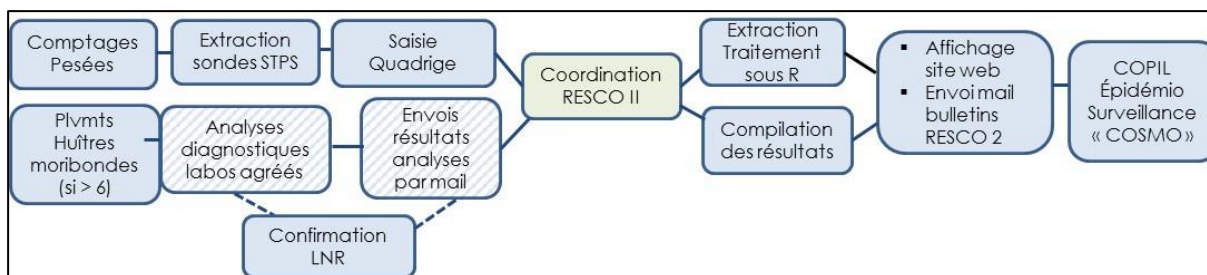 Comptages
Pesées
Extraction
sondes STPS
Saisie
Quadrige
Plvmts
Huîtres
moribondes
(si > 6)
Analyses
diagnostiques
labos agréés
Envois
résultats
analyses
par mail
Confirmation
LNR
Coordination
RESCO II
Extraction
Traitement
sous R
Compilation
des résultats
▪ Affichage
site web
▪ Envoi mail
bulletins
RESCO 2
COPIL
Épidémio
Surveillance
« COSMO »